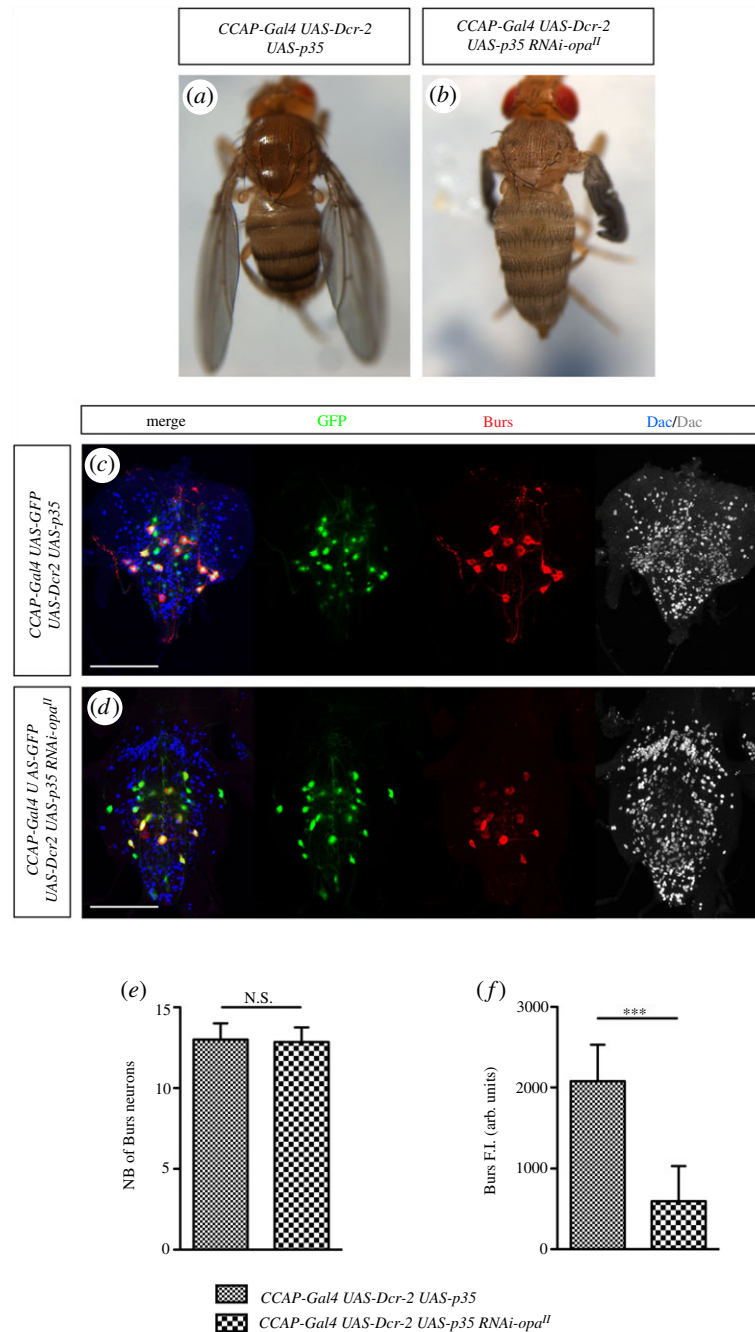 CCAP-Gal4 UAS-Dcr-2
UAS-p35
CCAP-Gal4 UAS-Dcr-2
UAS-p35 RNAi-opaII
(a)
(b)
merge
GFP
Burs
Dac/Dac
CCAP-Gal4 UAS-GFP
UAS-Dcr2 UAS-p35
(c)
CCAP-Gal4 U AS-GFP
UAS-Dcr2 UAS-p35 RNAi-opaII
(d)
(e)
N.S.
15
10
5
0
NB of Burs neurons
(f)
***
3000
2000
1000
0
Burs F.I. (arb. units)
CCAP-Gal4 UAS-Dcr-2 UAS-p35
CCAP-Gal4 UAS-Dcr-2 UAS-p35 RNAi-opaII